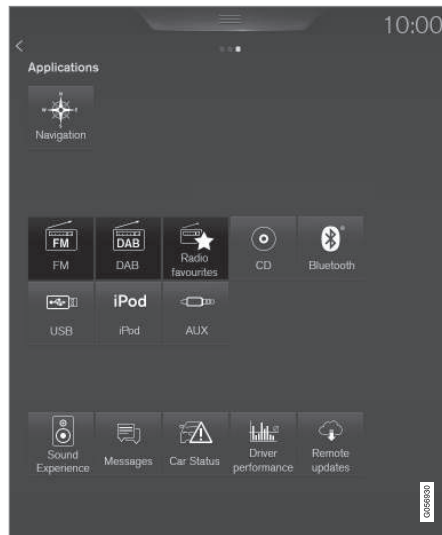 10:00
Applications
Navigation
FM
DAB
FM
DAB
Radio
favourites
CD
Bluetooth
iPod
USB
iPod
AUX
Sound
Experience
Messages
Car Status
Driver
performance
Remote
updates
G056930